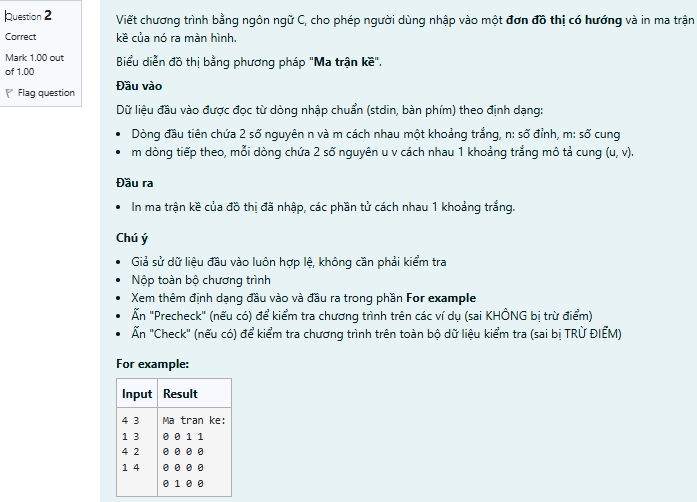 Question 2
Correct
Mark 1.00 out
of 1.00
Flag question
Viết chương trình bằng ngôn ngữ C, cho phép người dùng nhập vào một đơn đồ thị có hướng và in ma trận
kề của nó ra màn hình.
Biểu diễn đồ thị bằng phương pháp "Ma trận kề".
Đầu vào
Dữ liệu đầu vào được đọc từ dòng nhập chuẩn (stdin, bàn phím) theo định dạng:
• Dòng đầu tiên chứa 2 số nguyên n và m cách nhau một khoảng trắng, n: số đỉnh, m: số cung
• m dòng tiếp theo, mỗi dòng chứa 2 số nguyên u v cách nhau 1 khoảng trắng mô tả cung (u, v).
Đầu ra
• In ma trận kề của đồ thị đã nhập, các phần tử cách nhau 1 khoảng trắng.
Chú ý
• Giả sử dữ liệu đầu vào luôn hợp lệ, không cần phải kiểm tra
• Nộp toàn bộ chương trình
• Xem thêm định dạng đầu vào và đầu ra trong phần For example
• Ấn "Precheck" (nếu có) để kiểm tra chương trình trên các ví dụ (sai KHÔNG bị trừ điểm)
• Ấn "Check" (nếu có) để kiểm tra chương trình trên toàn bộ dữ liệu kiểm tra (sai bị TRỪ ĐIỂM)
For example:
Input Result
4 3 Ma tran ke:
1 3 0 0 1 1
4 2 0 0 0 0
1 4 0 0 0 0
0 1 0 0